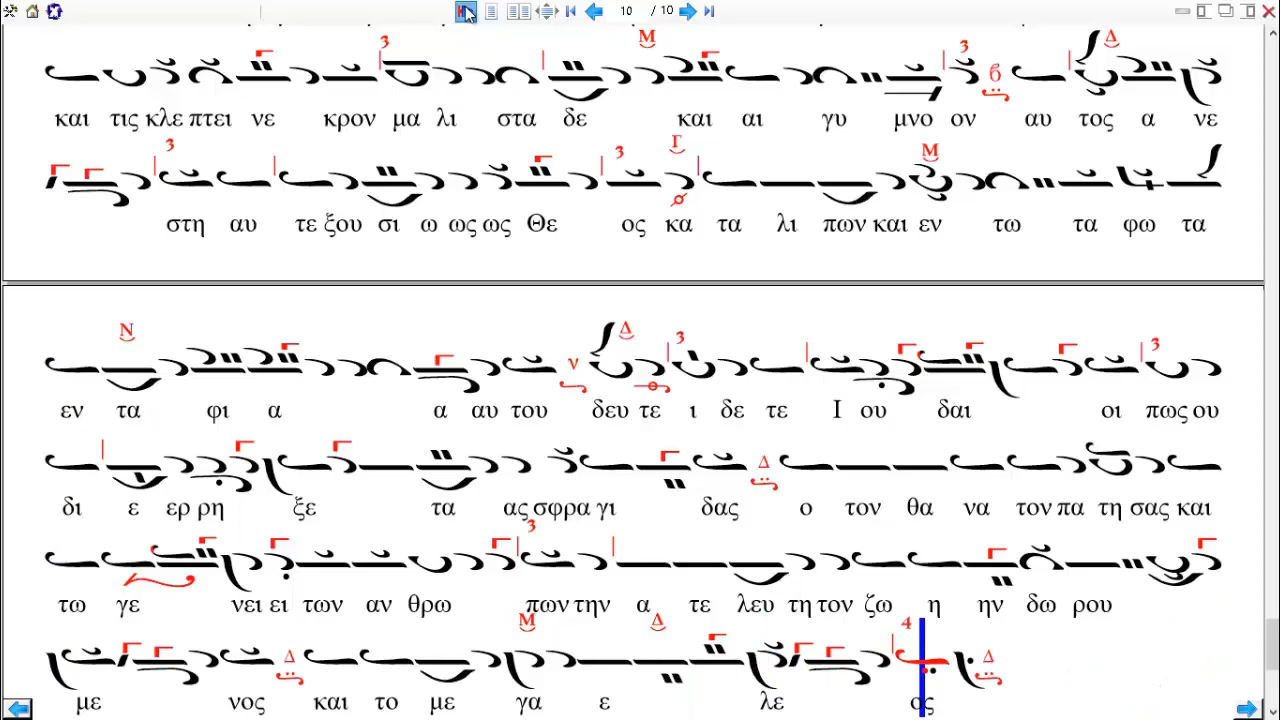 10 / 10
και τις κλε πτει νε κρον μα λι στα δε και αι γυ μνο ον αυ τος α νε
στη αυ τε ξου σι ω ως ως Θε ος κα τα λι πων και εν τω τα φω τα
εν τα φι α α αυ του δευ τε ι δε τε Ι ου δαι οι πως ου
δι ε ερ ρη ξε τα ας σφρα γι δας ο τον θα να τον πα τη σας και
τω γε νει ει των αν θρω πων την α τε λευ τη τον ζω η ην δω ρου
με νος και το με γα ε λε ος